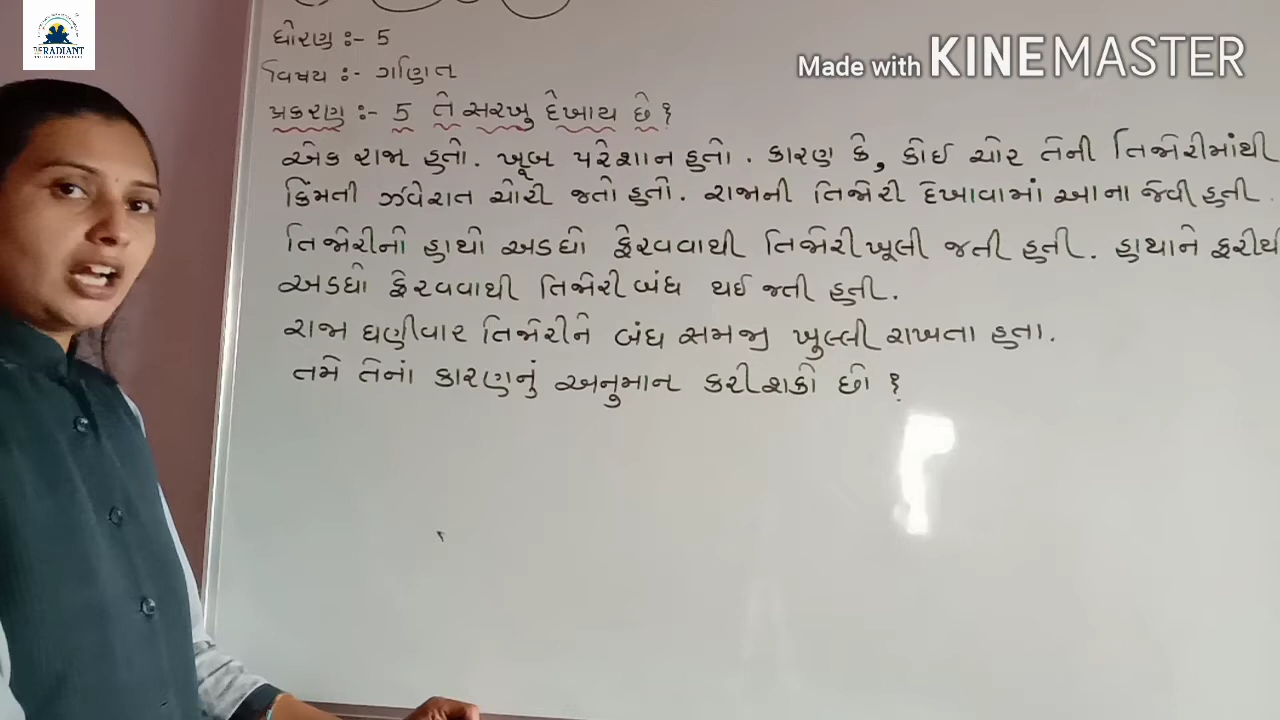 THE RADIANT
Made with KINEMASTER
ધોરણ :- 5
વિષય :- ગણિત
પ્રકરણ :- 5 તે સરખુ દેખાય છે ?
એક રાજા હતો. ખૂબ પરેશાન હતો. કારણ કે, કોઈ ચોર તેની તિજોરીમાંથી
કિંમતી ઝવેરાત ચોરી જતો હતો. રાજાની તિજોરી દેખાવામાં આના જેવી હતી.
તિજોરીનો હાથો અડધો ફેરવવાથી તિજોરી ખૂલી જતી હતી. હાથાને ફરીથી
અડધો ફેરવવાથી તિજોરી બંધ થઈ જતી હતી.
રાજા ઘણીવાર તિજોરીને બંધ સમજી ખુલ્લી રાખતા હતા.
તમે તેનાં કારણનું અનુમાન કરી શકો છો ?